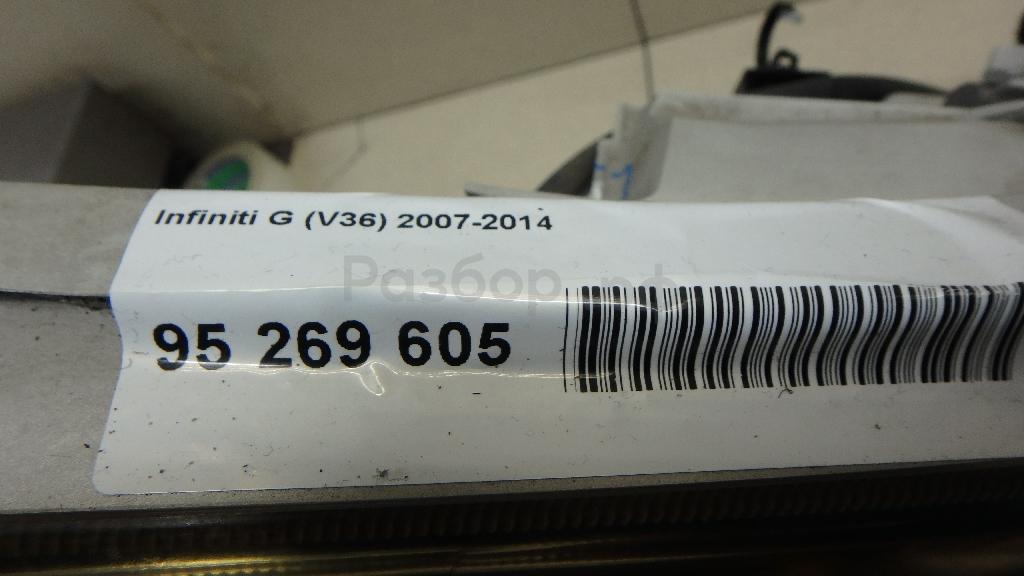 Infiniti G (V36) 2007-2014
Разбор.рф
95 269 605